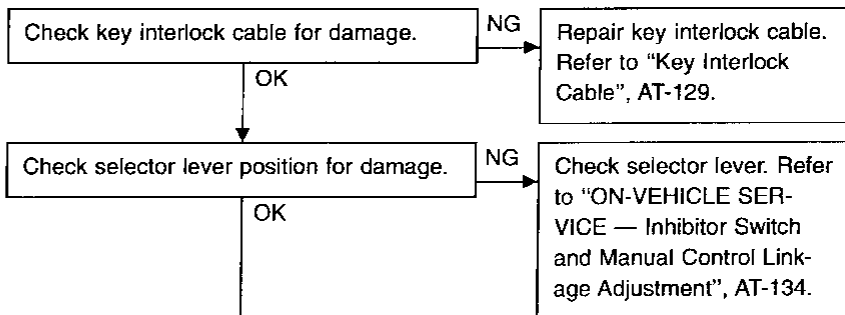 Check key interlock cable for damage.
NG
Repair key interlock cable.
Refer to “Key Interlock
Cable”, AT-129.
OK
Check selector lever position for damage.
NG
Check selector lever. Refer
to “ON-VEHICLE SER-
VICE — Inhibitor Switch
and Manual Control Link-
age Adjustment”, AT-134.
OK